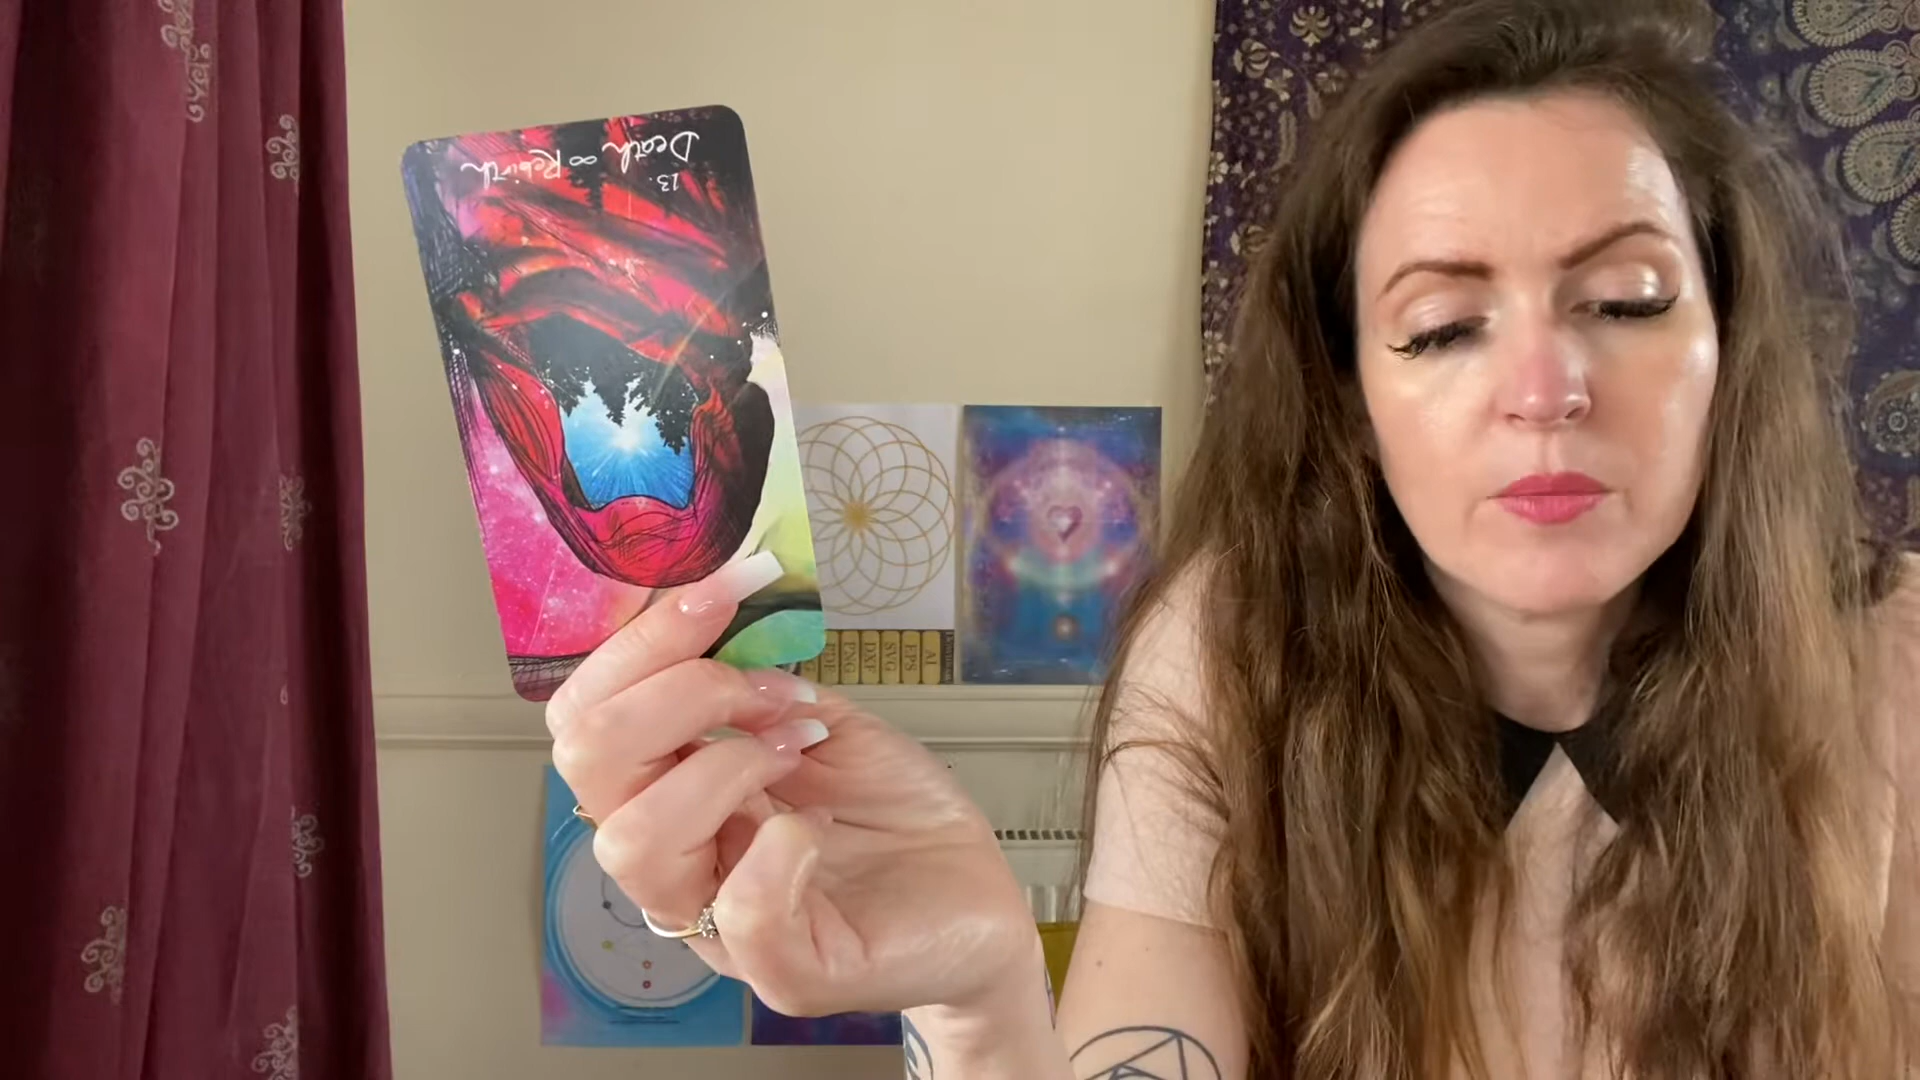 13.
Death ∞ Rebirth
PDF
PNG
DXF
SVG
EPS
AI